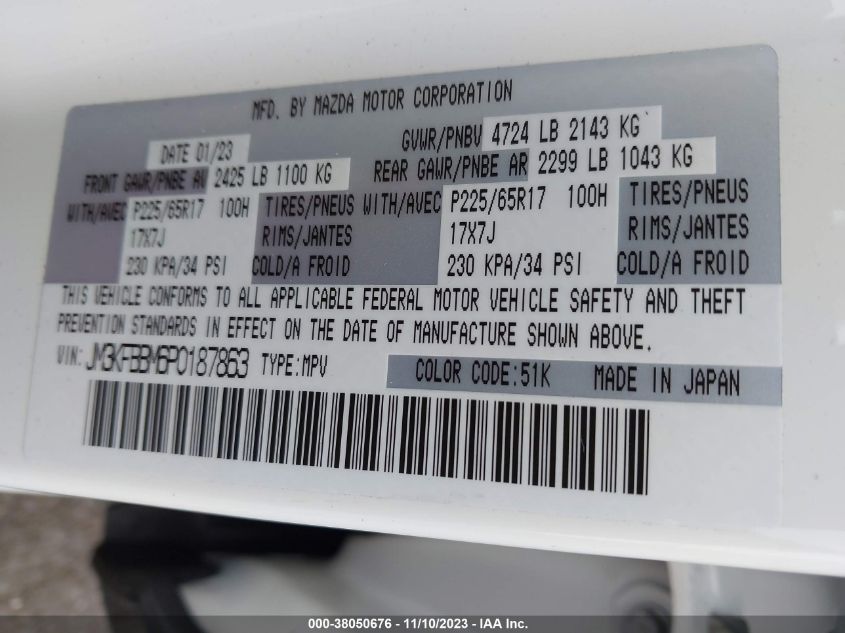 MFD. BY MAZDA MOTOR CORPORATION
DATE 01/23
GVWR/PNBV 4724 LB 2143 KG
FRONT GAWR/PNBE AV 2425 LB 1100 KG
REAR GAWR/PNBE AR 2299 LB 1043 KG
WITH/AVEC P225/65R17 100H TIRES/PNEUS
WITH/AVEC P225/65R17 100H TIRES/PNEUS
17X7J RIMS/JANTES
17X7J RIMS/JANTES
230 KPA/34 PSI COLD/A FROID
230 KPA/34 PSI COLD/A FROID
THIS VEHICLE CONFORMS TO ALL APPLICABLE FEDERAL MOTOR VEHICLE SAFETY AND THEFT
PREVENTION STANDARDS IN EFFECT ON THE DATE OF MANUFACTURE SHOWN ABOVE.
VIN: JM3KFBBM6P0187863 TYPE:MPV
COLOR CODE:51K MADE IN JAPAN
000-38050676 - 11/10/2023 - IAA Inc.